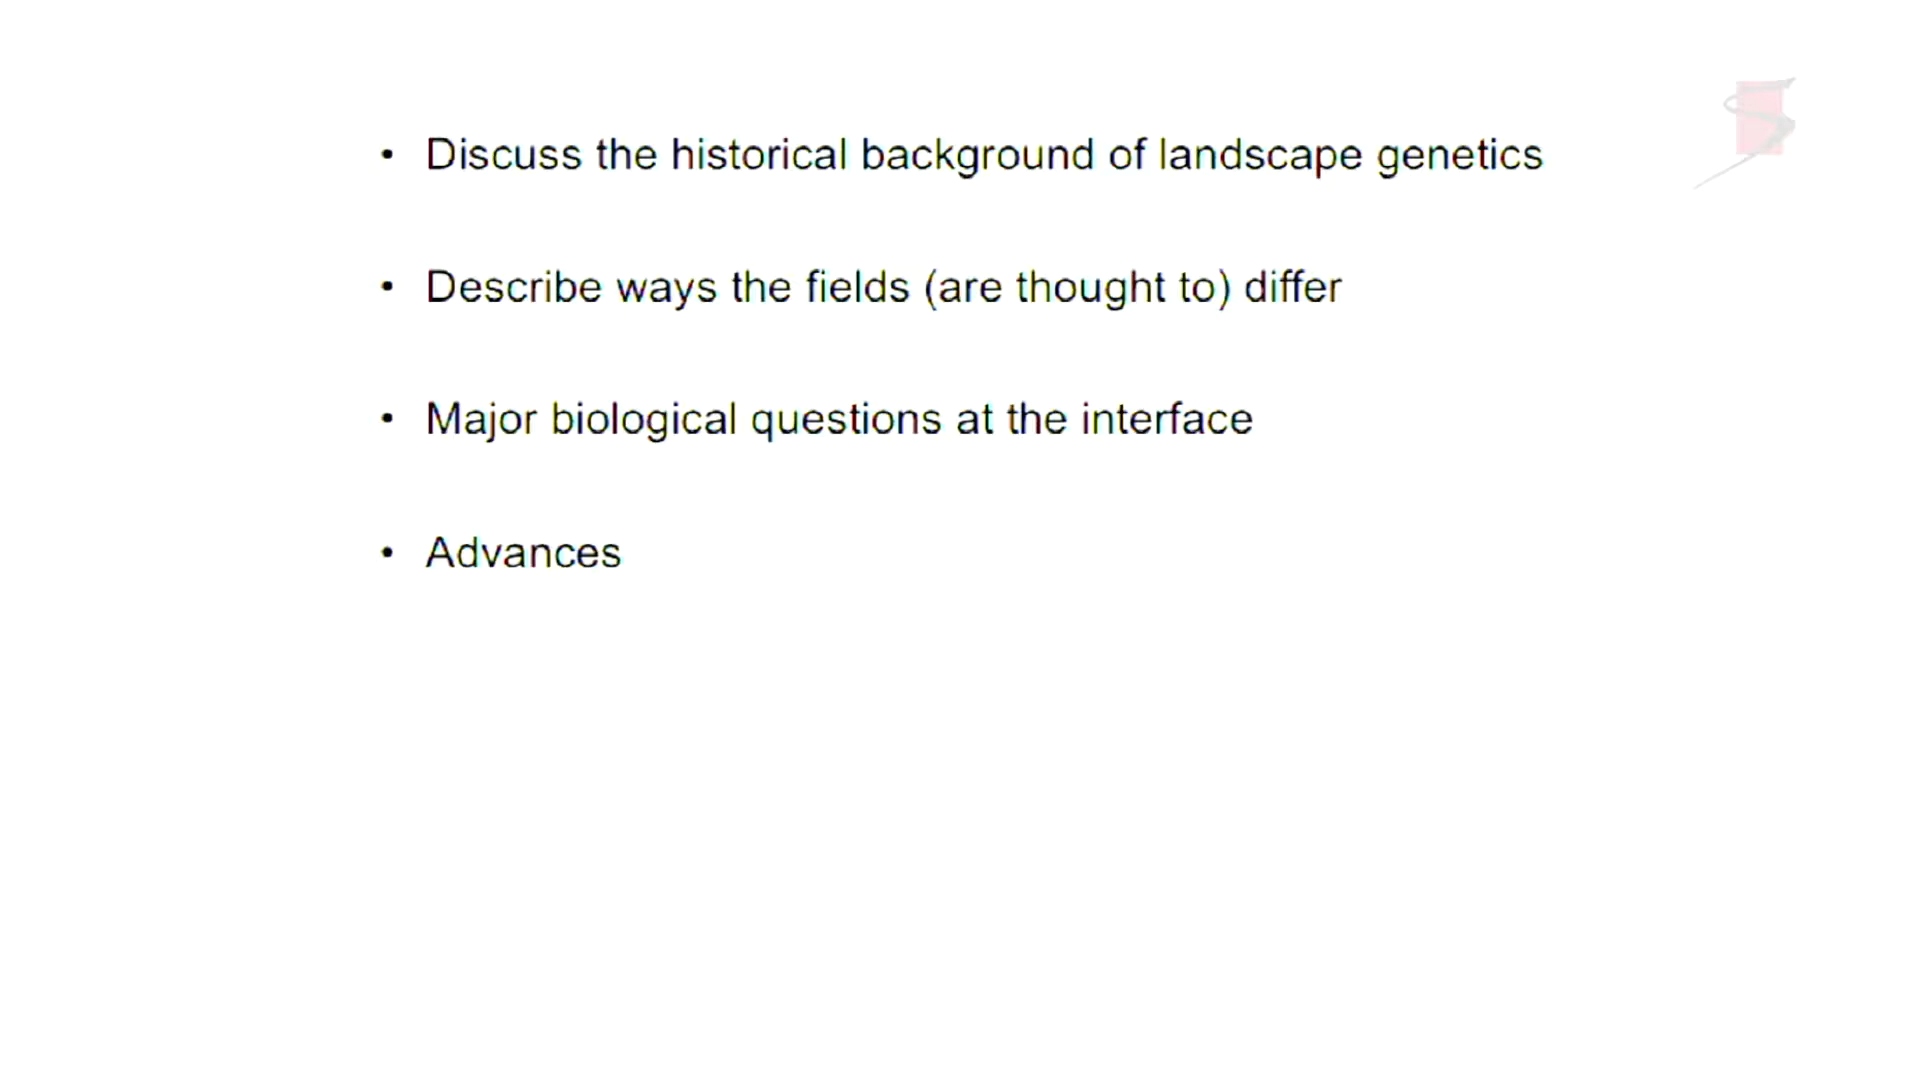 • Discuss the historical background of landscape genetics
• Describe ways the fields (are thought to) differ
• Major biological questions at the interface
• Advances